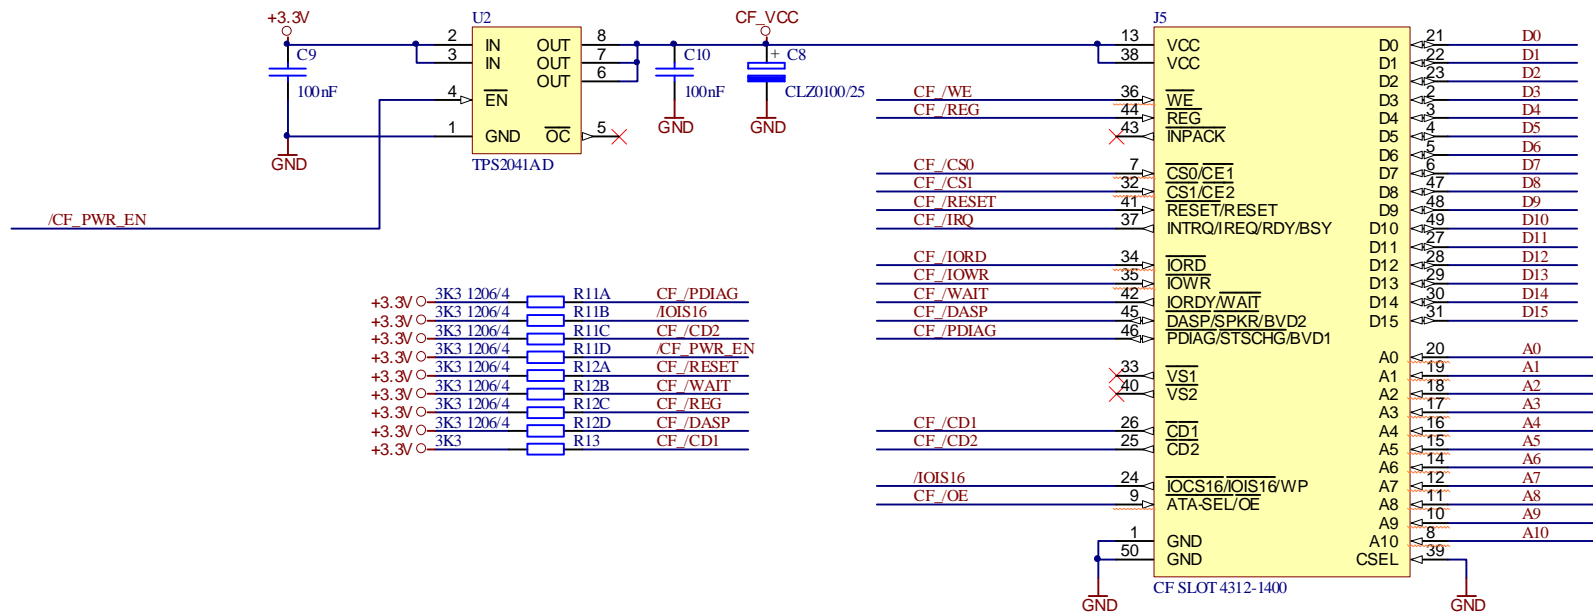 +3.3V
U2
CF_VCC
J5
2 IN OUT 8
3 IN OUT 7
OUT 6
4 EN
1 GND OC 5
TPS2041AD
C9
100nF
GND
C10
100nF
GND
+ C8
CLZ0100/25
GND
/CF_PWR_EN
+3.3V 3K3 1206/4 R11A CF_/PDIAG
+3.3V 3K3 1206/4 R11B /IOIS16
+3.3V 3K3 1206/4 R11C CF_/CD2
+3.3V 3K3 1206/4 R11D /CF_PWR_EN
+3.3V 3K3 1206/4 R12A CF_/RESET
+3.3V 3K3 1206/4 R12B CF_/WAIT
+3.3V 3K3 1206/4 R12C CF_/REG
+3.3V 3K3 1206/4 R12D CF_/DASP
+3.3V 3K3 R13 CF_/CD1
13 VCC
38 VCC
CF_/WE 36 WE
CF_/REG 44 REG
43 INPACK
CF_/CS0 7 CS0/CE1
CF_/CS1 32 CS1/CE2
CF_/RESET 41 RESET/RESET
CF_/IRQ 37 INTRQ/IREQ/RDY/BSY
CF_/IORD 34 IORD
CF_/IOWR 35 IOWR
CF_/WAIT 42 IORDY/WAIT
CF_/DASP 45 DASP/SPKR/BVD2
CF_/PDIAG 46 PDIAG/STSCHG/BVD1
33 VS1
40 VS2
CF_/CD1 26 CD1
CF_/CD2 25 CD2
/IOIS16 24 IOCS16/IOIS16/WP
CF_/OE 9 ATA-SEL/OE
1 GND
50 GND
GND
D0 21 D0
D1 22 D1
D2 23 D2
D3 2 D3
D4 3 D4
D5 4 D5
D6 5 D6
D7 6 D7
D8 47 D8
D9 48 D9
D10 49 D10
D11 27 D11
D12 28 D12
D13 29 D13
D14 30 D14
D15 31 D15
A0 20 A0
A1 19 A1
A2 18 A2
A3 17 A3
A4 16 A4
A5 15 A5
A6 14 A6
A7 12 A7
A8 11 A8
A9 10 A9
A10 8 A10
CSEL 39
GND
CF SLOT 4312-1400